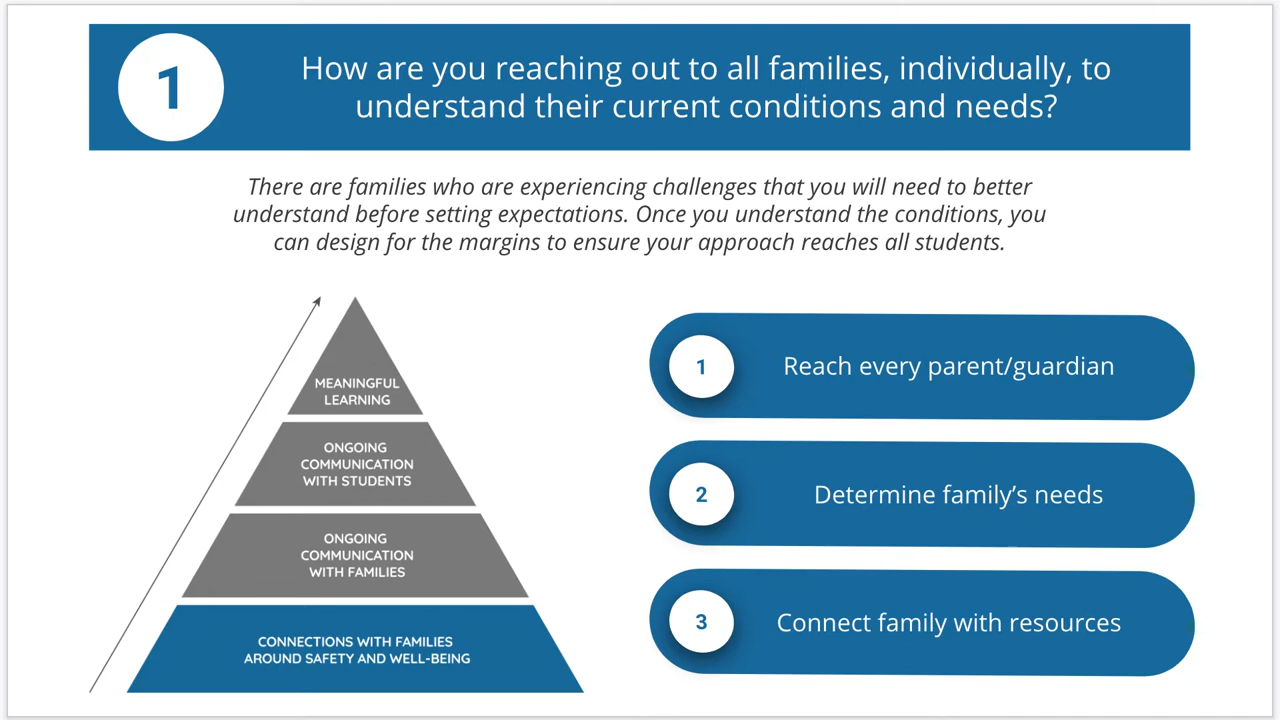 1
How are you reaching out to all families, individually, to
understand their current conditions and needs?
There are families who are experiencing challenges that you will need to better
understand before setting expectations. Once you understand the conditions, you
can design for the margins to ensure your approach reaches all students.
MEANINGFUL
LEARNING
ONGOING
COMMUNICATION
WITH STUDENTS
ONGOING
COMMUNICATION
WITH FAMILIES
CONNECTIONS WITH FAMILIES
AROUND SAFETY AND WELL-BEING
1
Reach every parent/guardian
2
Determine family’s needs
3
Connect family with resources